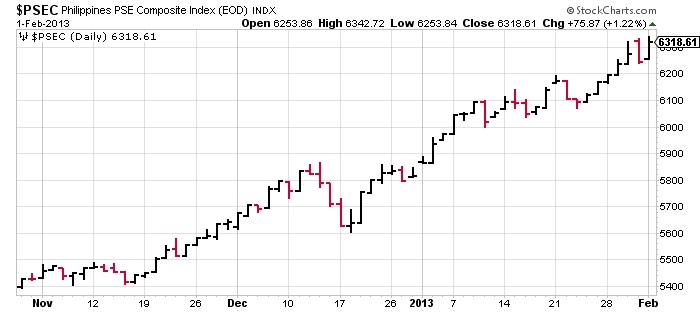 $PSEC Philippines PSE Composite Index (EOD) INDX © StockCharts.com
1-Feb-2013 Open 6253.86 High 6342.72 Low 6253.84 Close 6318.61 Chg +75.87 (+1.22%)
$PSEC (Daily) 6318.61
6318.61
6300
6200
6100
6000
5900
5800
5700
5600
5500
5400
Nov 12 19 26 Dec 10 17 24 2013 7 14 21 28 Feb